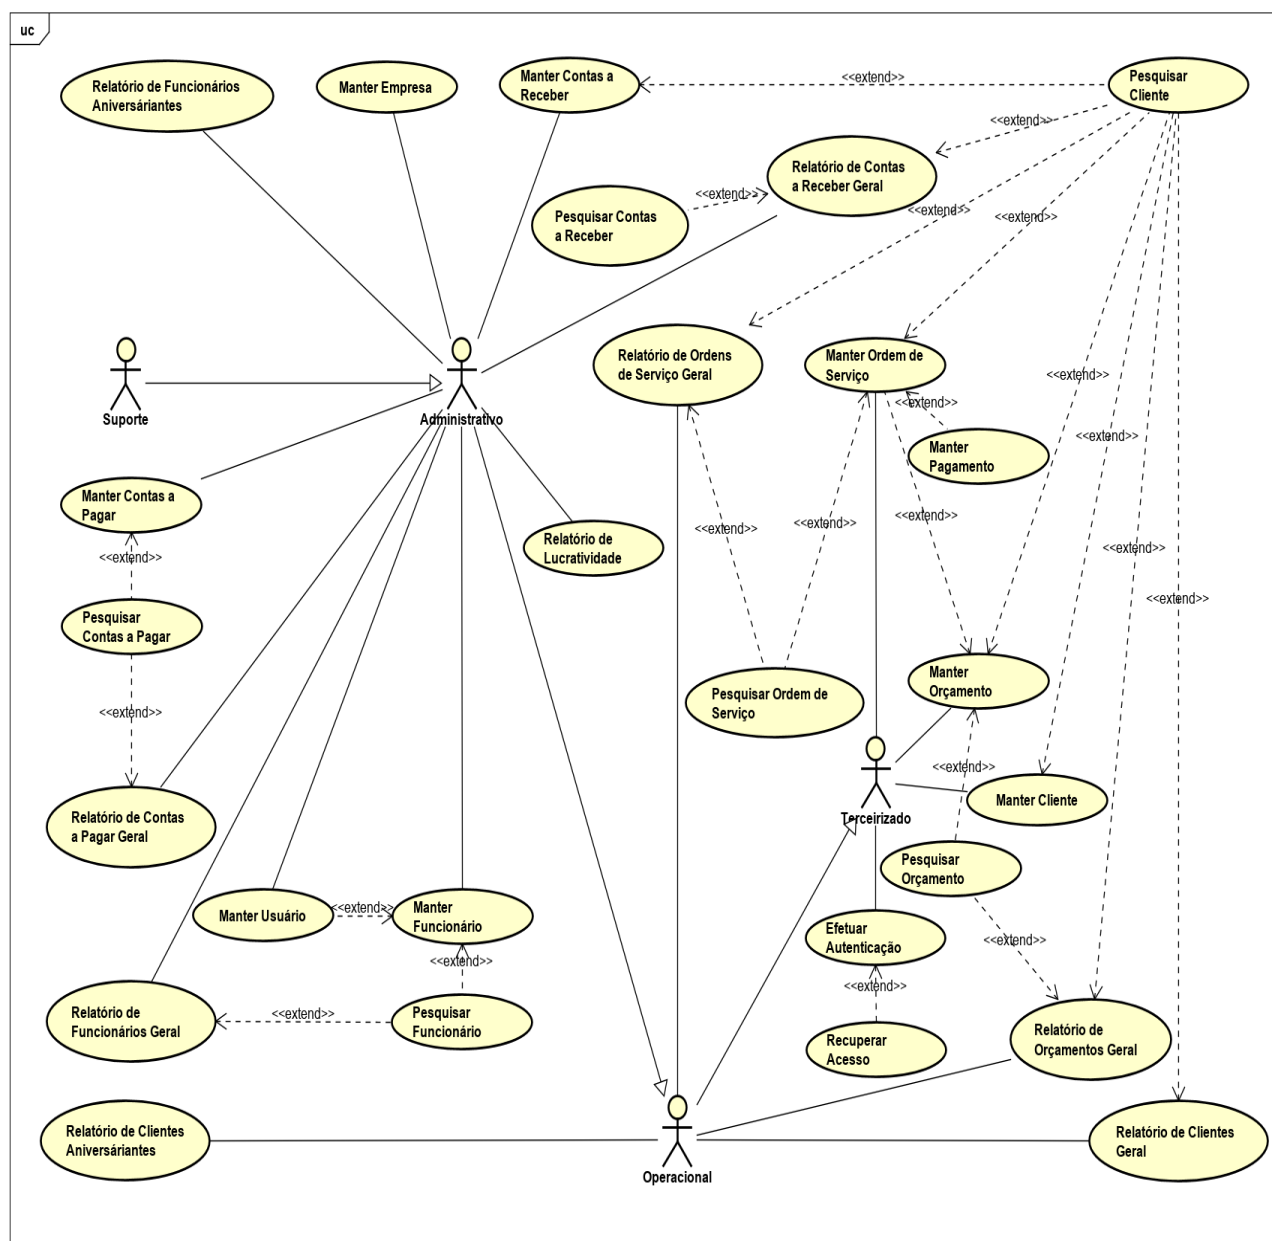 uc
Relatório de Funcionários
Aniversáriantes
Manter Empresa
Manter Contas a
Receber
<<extend>>
Pesquisar
Cliente
<<extend>>
Relatório de Contas
a Receber Geral
<<extend>>
Pesquisar Contas
a Receber
<<extend>>
<<extend>>
Suporte
Administrativo
Relatório de Ordens
de Serviço Geral
Manter Ordem de
Serviço
<<extend>>
<<extend>>
Manter
Pagamento
<<extend>>
Manter Contas a
Pagar
<<extend>>
Relatório de
Lucratividade
<<extend>>
<<extend>>
<<extend>>
<<extend>>
<<extend>>
Pesquisar
Contas a Pagar
<<extend>>
Pesquisar Ordem de
Serviço
Manter
Orçamento
<<extend>>
Manter Cliente
Terceirizado
Relatório de Contas
a Pagar Geral
Pesquisar
Orçamento
Manter Usuário
<<extend>>
Manter
Funcionário
Efetuar
Autenticação
<<extend>>
<<extend>>
<<extend>>
Relatório de
Funcionários Geral
<<extend>>
Pesquisar
Funcionário
Recuperar
Acesso
Relatório de
Orçamentos Geral
Relatório de Clientes
Aniversáriantes
Operacional
Relatório de Clientes
Geral